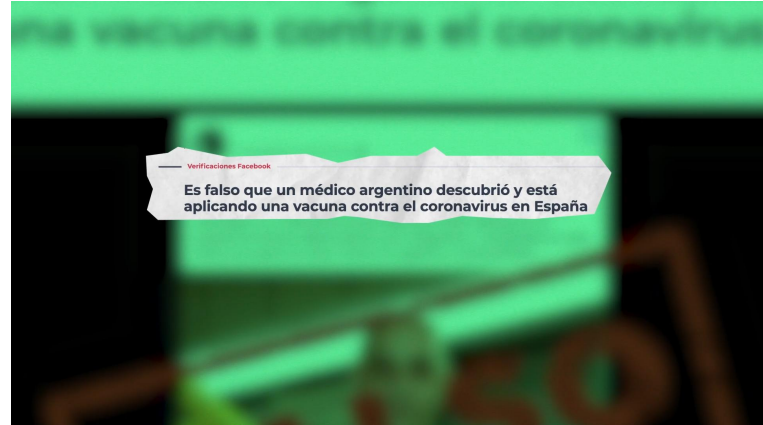 una vacuna contra el coronavirus
Verificaciones Facebook
Es falso que un médico argentino descubrió y está
aplicando una vacuna contra el coronavirus en España